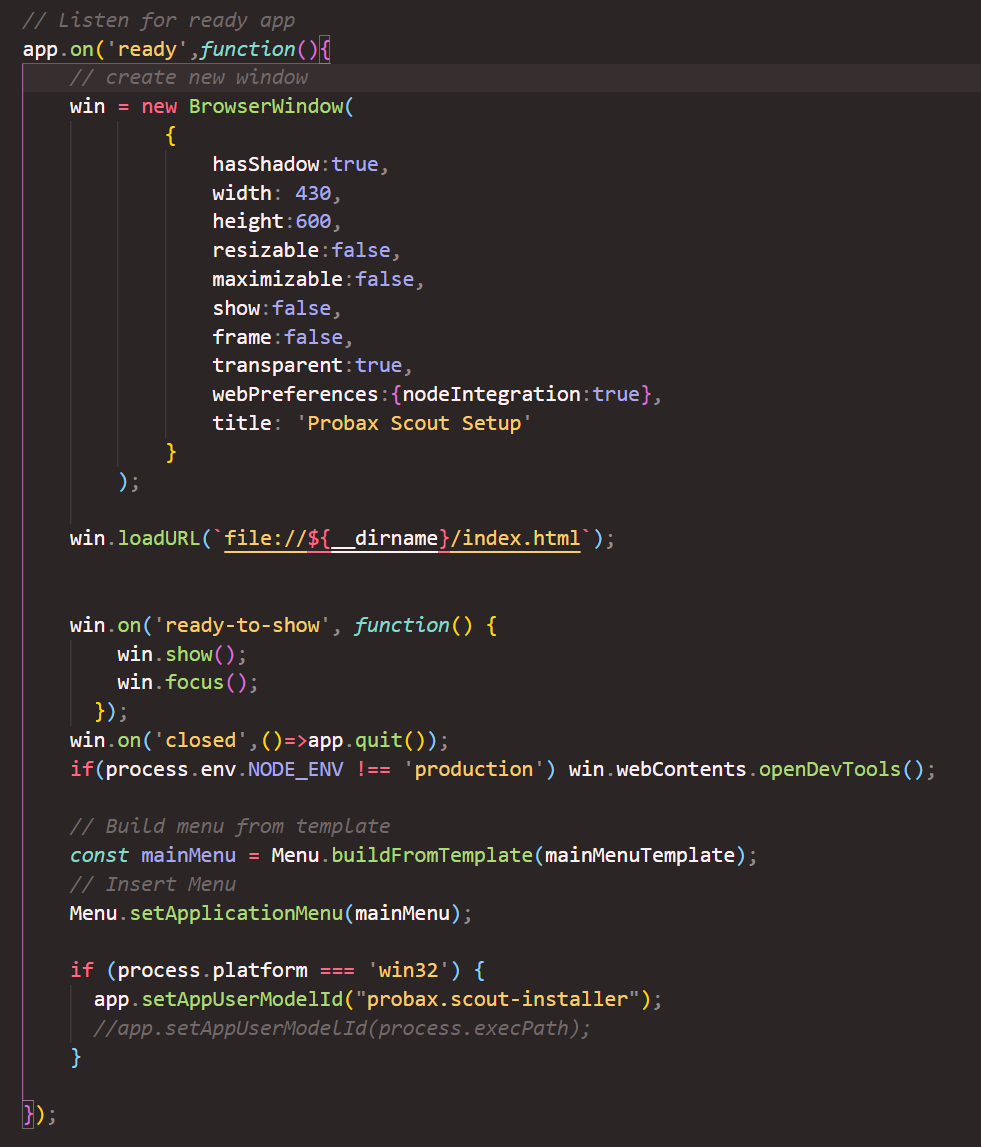 // Listen for ready app
app.on('ready',function(){
// create new window
win = new BrowserWindow(
{
hasShadow:true,
width: 430,
height:600,
resizable:false,
maximizable:false,
show:false,
frame:false,
transparent:true,
webPreferences:{nodeIntegration:true},
title: 'Probax Scout Setup'
}
);
win.loadURL(`file://${__dirname}/index.html`);
win.on('ready-to-show', function() {
win.show();
win.focus();
});
win.on('closed',()=>app.quit());
if(process.env.NODE_ENV !== 'production') win.webContents.openDevTools();
// Build menu from template
const mainMenu = Menu.buildFromTemplate(mainMenuTemplate);
// Insert Menu
Menu.setApplicationMenu(mainMenu);
if (process.platform === 'win32') {
app.setAppUserModelId("probax.scout-installer");
//app.setAppUserModelId(process.execPath);
}
});